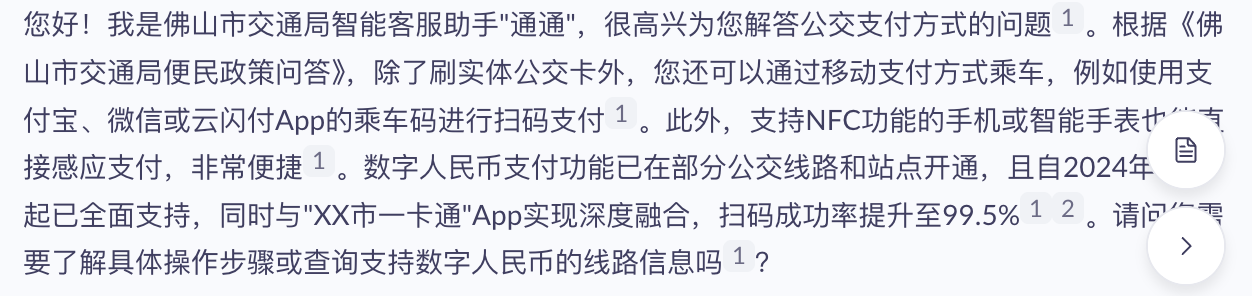 您好！我是佛山市交通局智能客服助手"通通"，很高兴为您解答公交支付方式的问题 1 。根据《佛
山市交通局便民政策问答》，除了刷实体公交卡外，您还可以通过移动支付方式乘车，例如使用支
付宝、微信或云闪付App的乘车码进行扫码支付 1 。此外，支持NFC功能的手机或智能手表也能直
接感应支付，非常便捷 1 。数字人民币支付功能已在部分公交线路和站点开通，且自2024年
起已全面支持，同时与"XX市一卡通"App实现深度融合，扫码成功率提升至99.5% 1 2 。请问您需
要了解具体操作步骤或查询支持数字人民币的线路信息吗 1 ？